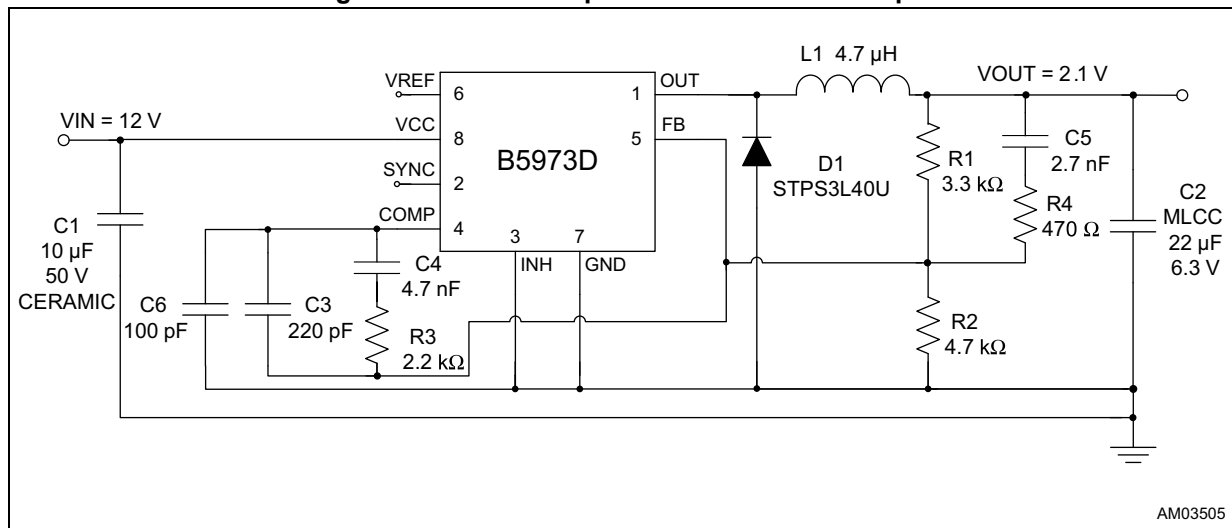 L1 4.7 µH
VOUT = 2.1 V
VREF
6
1
OUT
VIN = 12 V
VCC
8
5
FB
B5973D
SYNC
2
COMP
4
3
7
INH
GND
D1
STPS3L40U
R1
3.3 kΩ
C5
2.7 nF
R4
470 Ω
C2
MLCC
22 µF
6.3 V
C1
10 µF
50 V
CERAMIC
C6
100 pF
C3
220 pF
C4
4.7 nF
R3
2.2 kΩ
R2
4.7 kΩ
AM03505